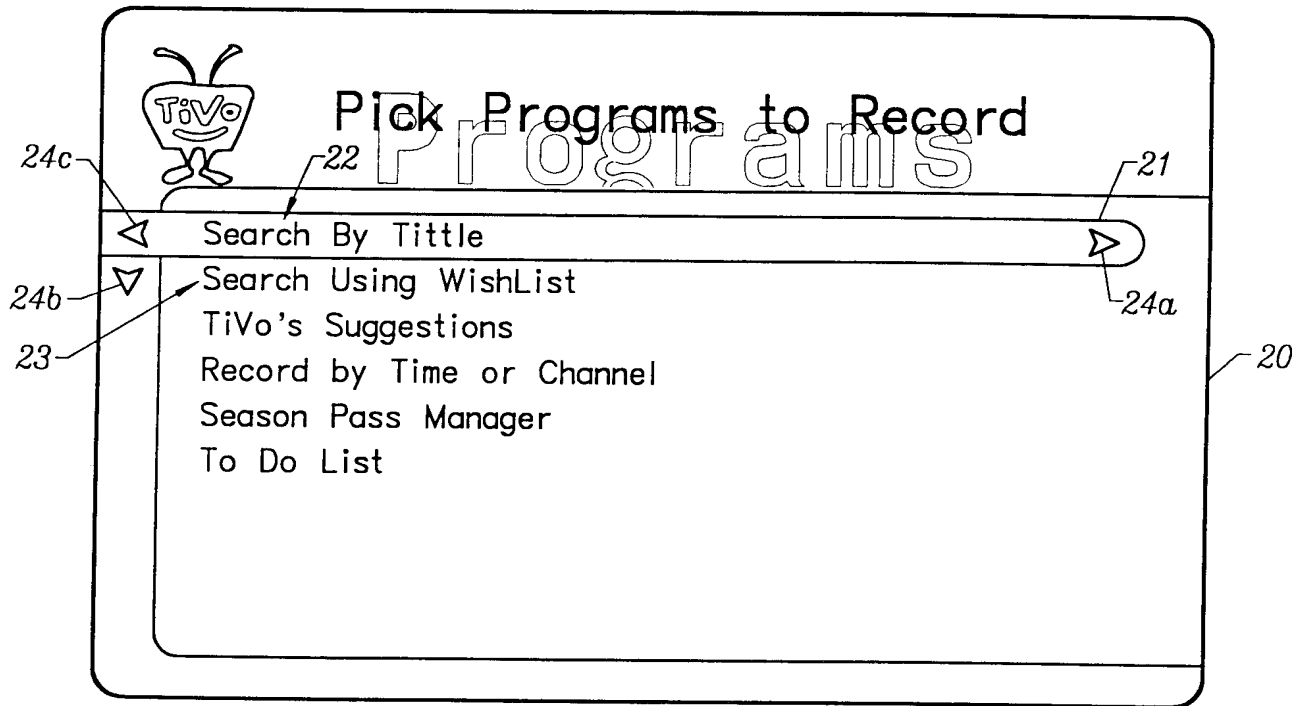 TiVo
Pick Programs to Record
Programs
24c
22
21
Search By Tittle
24b
Search Using WishList
24a
23
TiVo's Suggestions
Record by Time or Channel
20
Season Pass Manager
To Do List